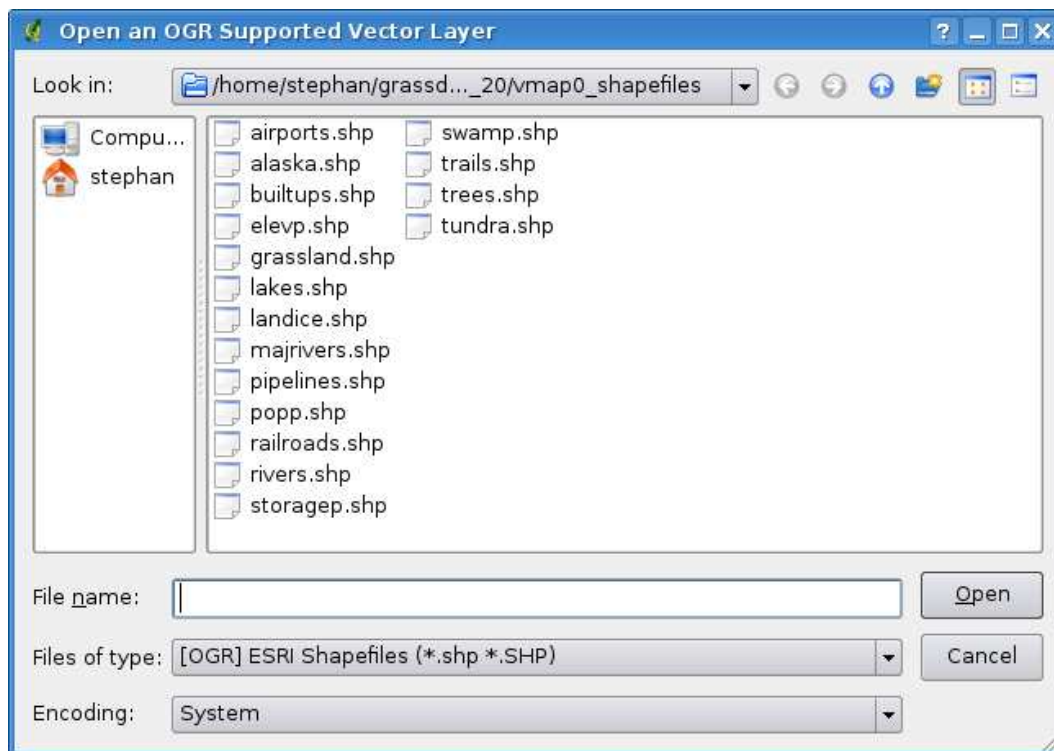 Open an OGR Supported Vector Layer
Look in:
/home/stephan/grassd..._20/vmap0_shapefiles
Compu...
stephan
airports.shp
alaska.shp
builtups.shp
elevp.shp
grassland.shp
lakes.shp
landice.shp
majrivers.shp
pipelines.shp
popp.shp
railroads.shp
rivers.shp
storagep.shp
swamp.shp
trails.shp
trees.shp
tundra.shp
File name:
Open
Files of type:
[OGR] ESRI Shapefiles (*.shp *.SHP)
Cancel
Encoding:
System